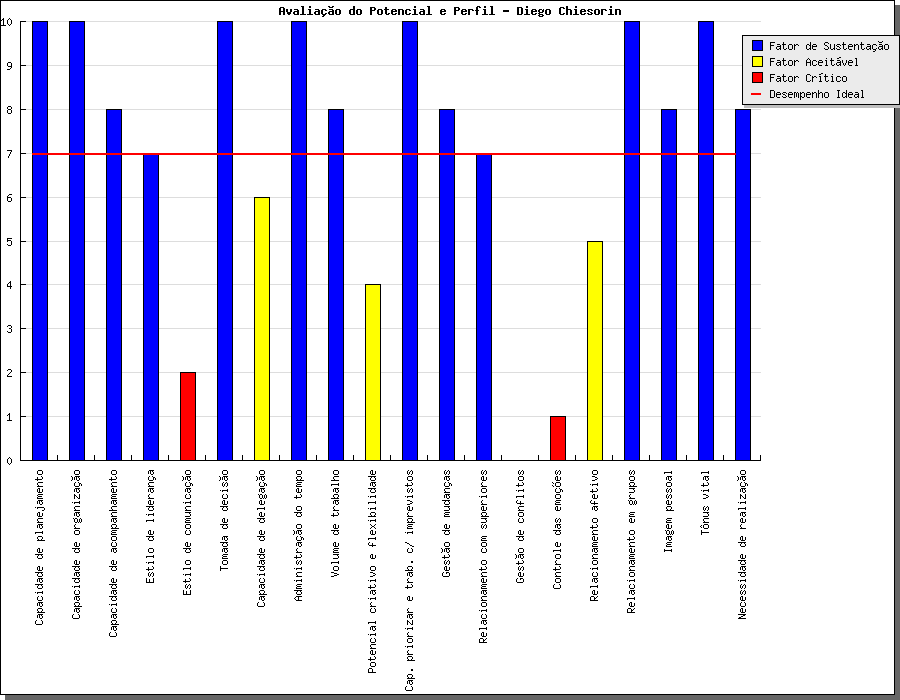 Avaliação do Potencial e Perfil - Diego Chiesorin
10
9
8
7
6
5
4
3
2
1
0
Fator de Sustentação
Fator Aceitável
Fator Crítico
Desempenho Ideal
Capacidade de planejamento
Capacidade de organização
Capacidade de acompanhamento
Estilo de liderança
Estilo de comunicação
Tomada de decisão
Capacidade de delegação
Administração do tempo
Volume de trabalho
Potencial criativo e flexibilidade
Cap. priorizar e trab. c/ imprevistos
Gestão de mudanças
Relacionamento com superiores
Gestão de conflitos
Controle das emoções
Relacionamento afetivo
Relacionamento em grupos
Imagem pessoal
Tônus vital
Necessidade de realização